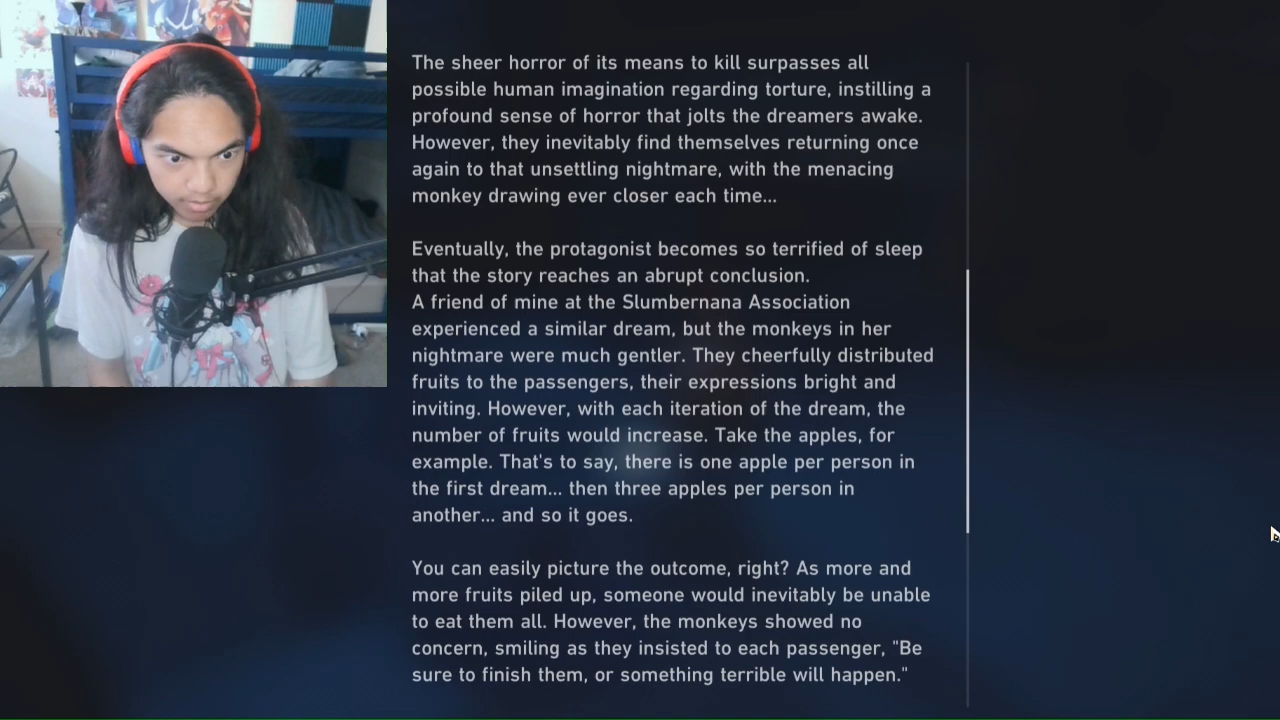 The sheer horror of its means to kill surpasses all
possible human imagination regarding torture, instilling a
profound sense of horror that jolts the dreamers awake.
However, they inevitably find themselves returning once
again to that unsettling nightmare, with the menacing
monkey drawing ever closer each time...
Eventually, the protagonist becomes so terrified of sleep
that the story reaches an abrupt conclusion.
A friend of mine at the Slumbernana Association
experienced a similar dream, but the monkeys in her
nightmare were much gentler. They cheerfully distributed
fruits to the passengers, their expressions bright and
inviting. However, with each iteration of the dream, the
number of fruits would increase. Take the apples, for
example. That's to say, there is one apple per person in
the first dream... then three apples per person in
another... and so it goes.
You can easily picture the outcome, right? As more and
more fruits piled up, someone would inevitably be unable
to eat them all. However, the monkeys showed no
concern, smiling as they insisted to each passenger, "Be
sure to finish them, or something terrible will happen."